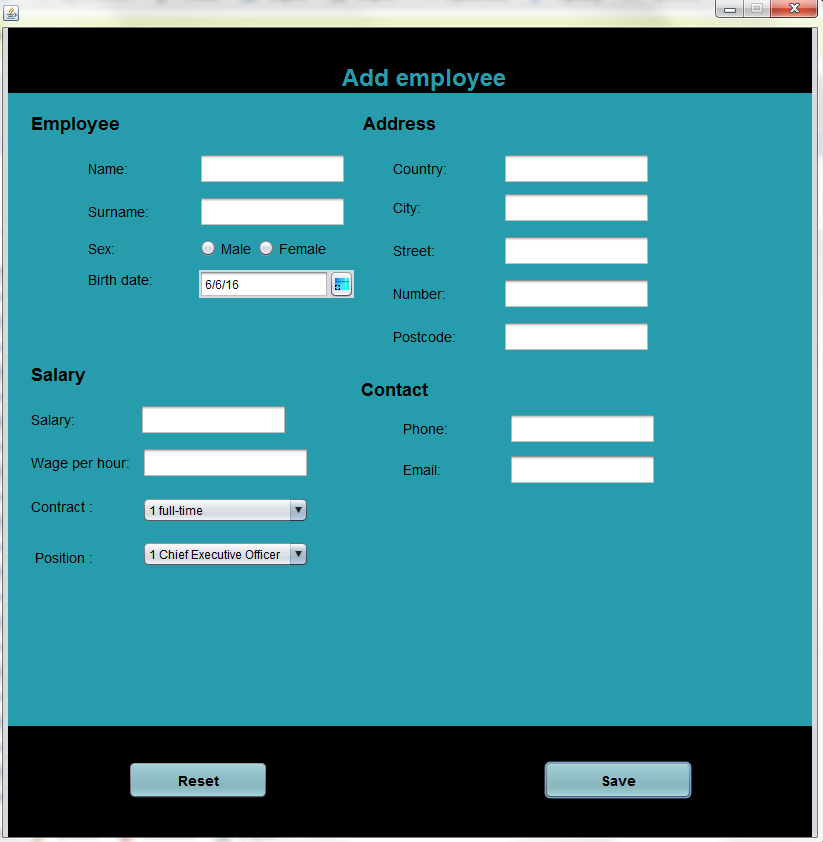 Add employee
Employee
Name:
Surname:
Sex: Male Female
Birth date: 6/6/16
Address
Country:
City:
Street:
Number:
Postcode:
Salary
Salary:
Wage per hour:
Contract : 1 full-time
Position : 1 Chief Executive Officer
Contact
Phone:
Email:
Reset
Save